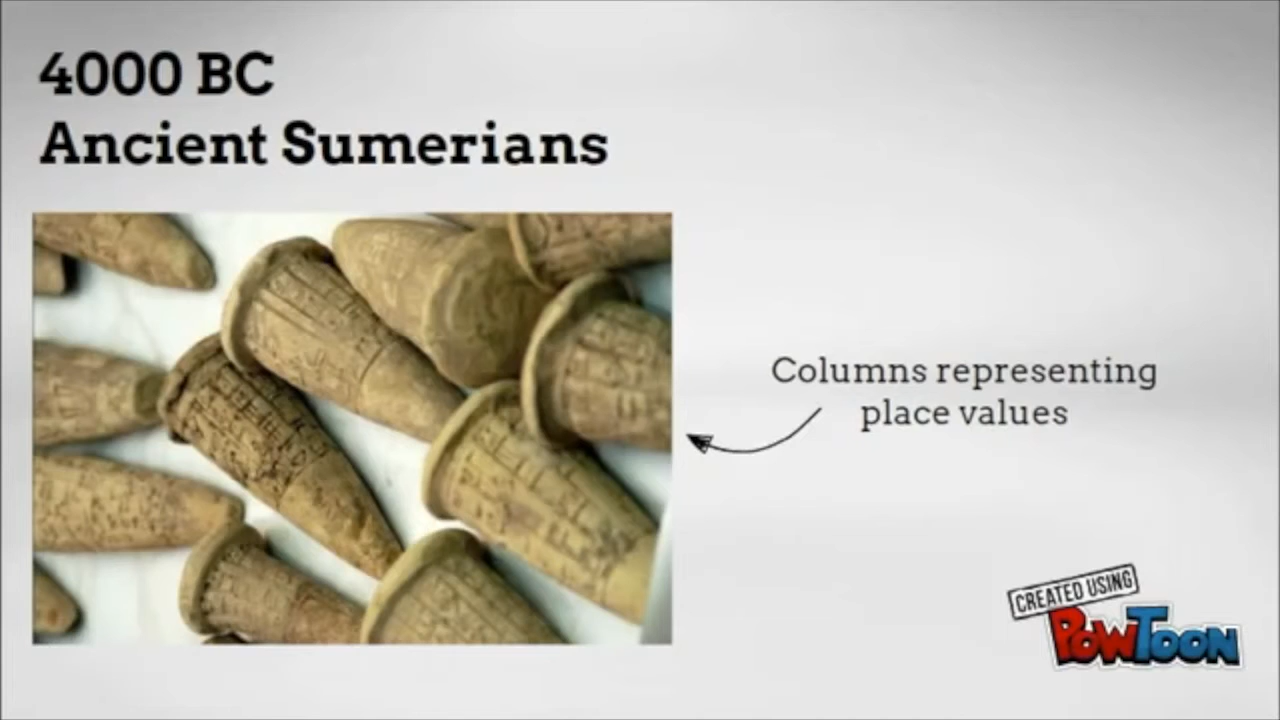 4000 BC
Ancient Sumerians
Columns representing
place values
CREATED USING
POWTOON